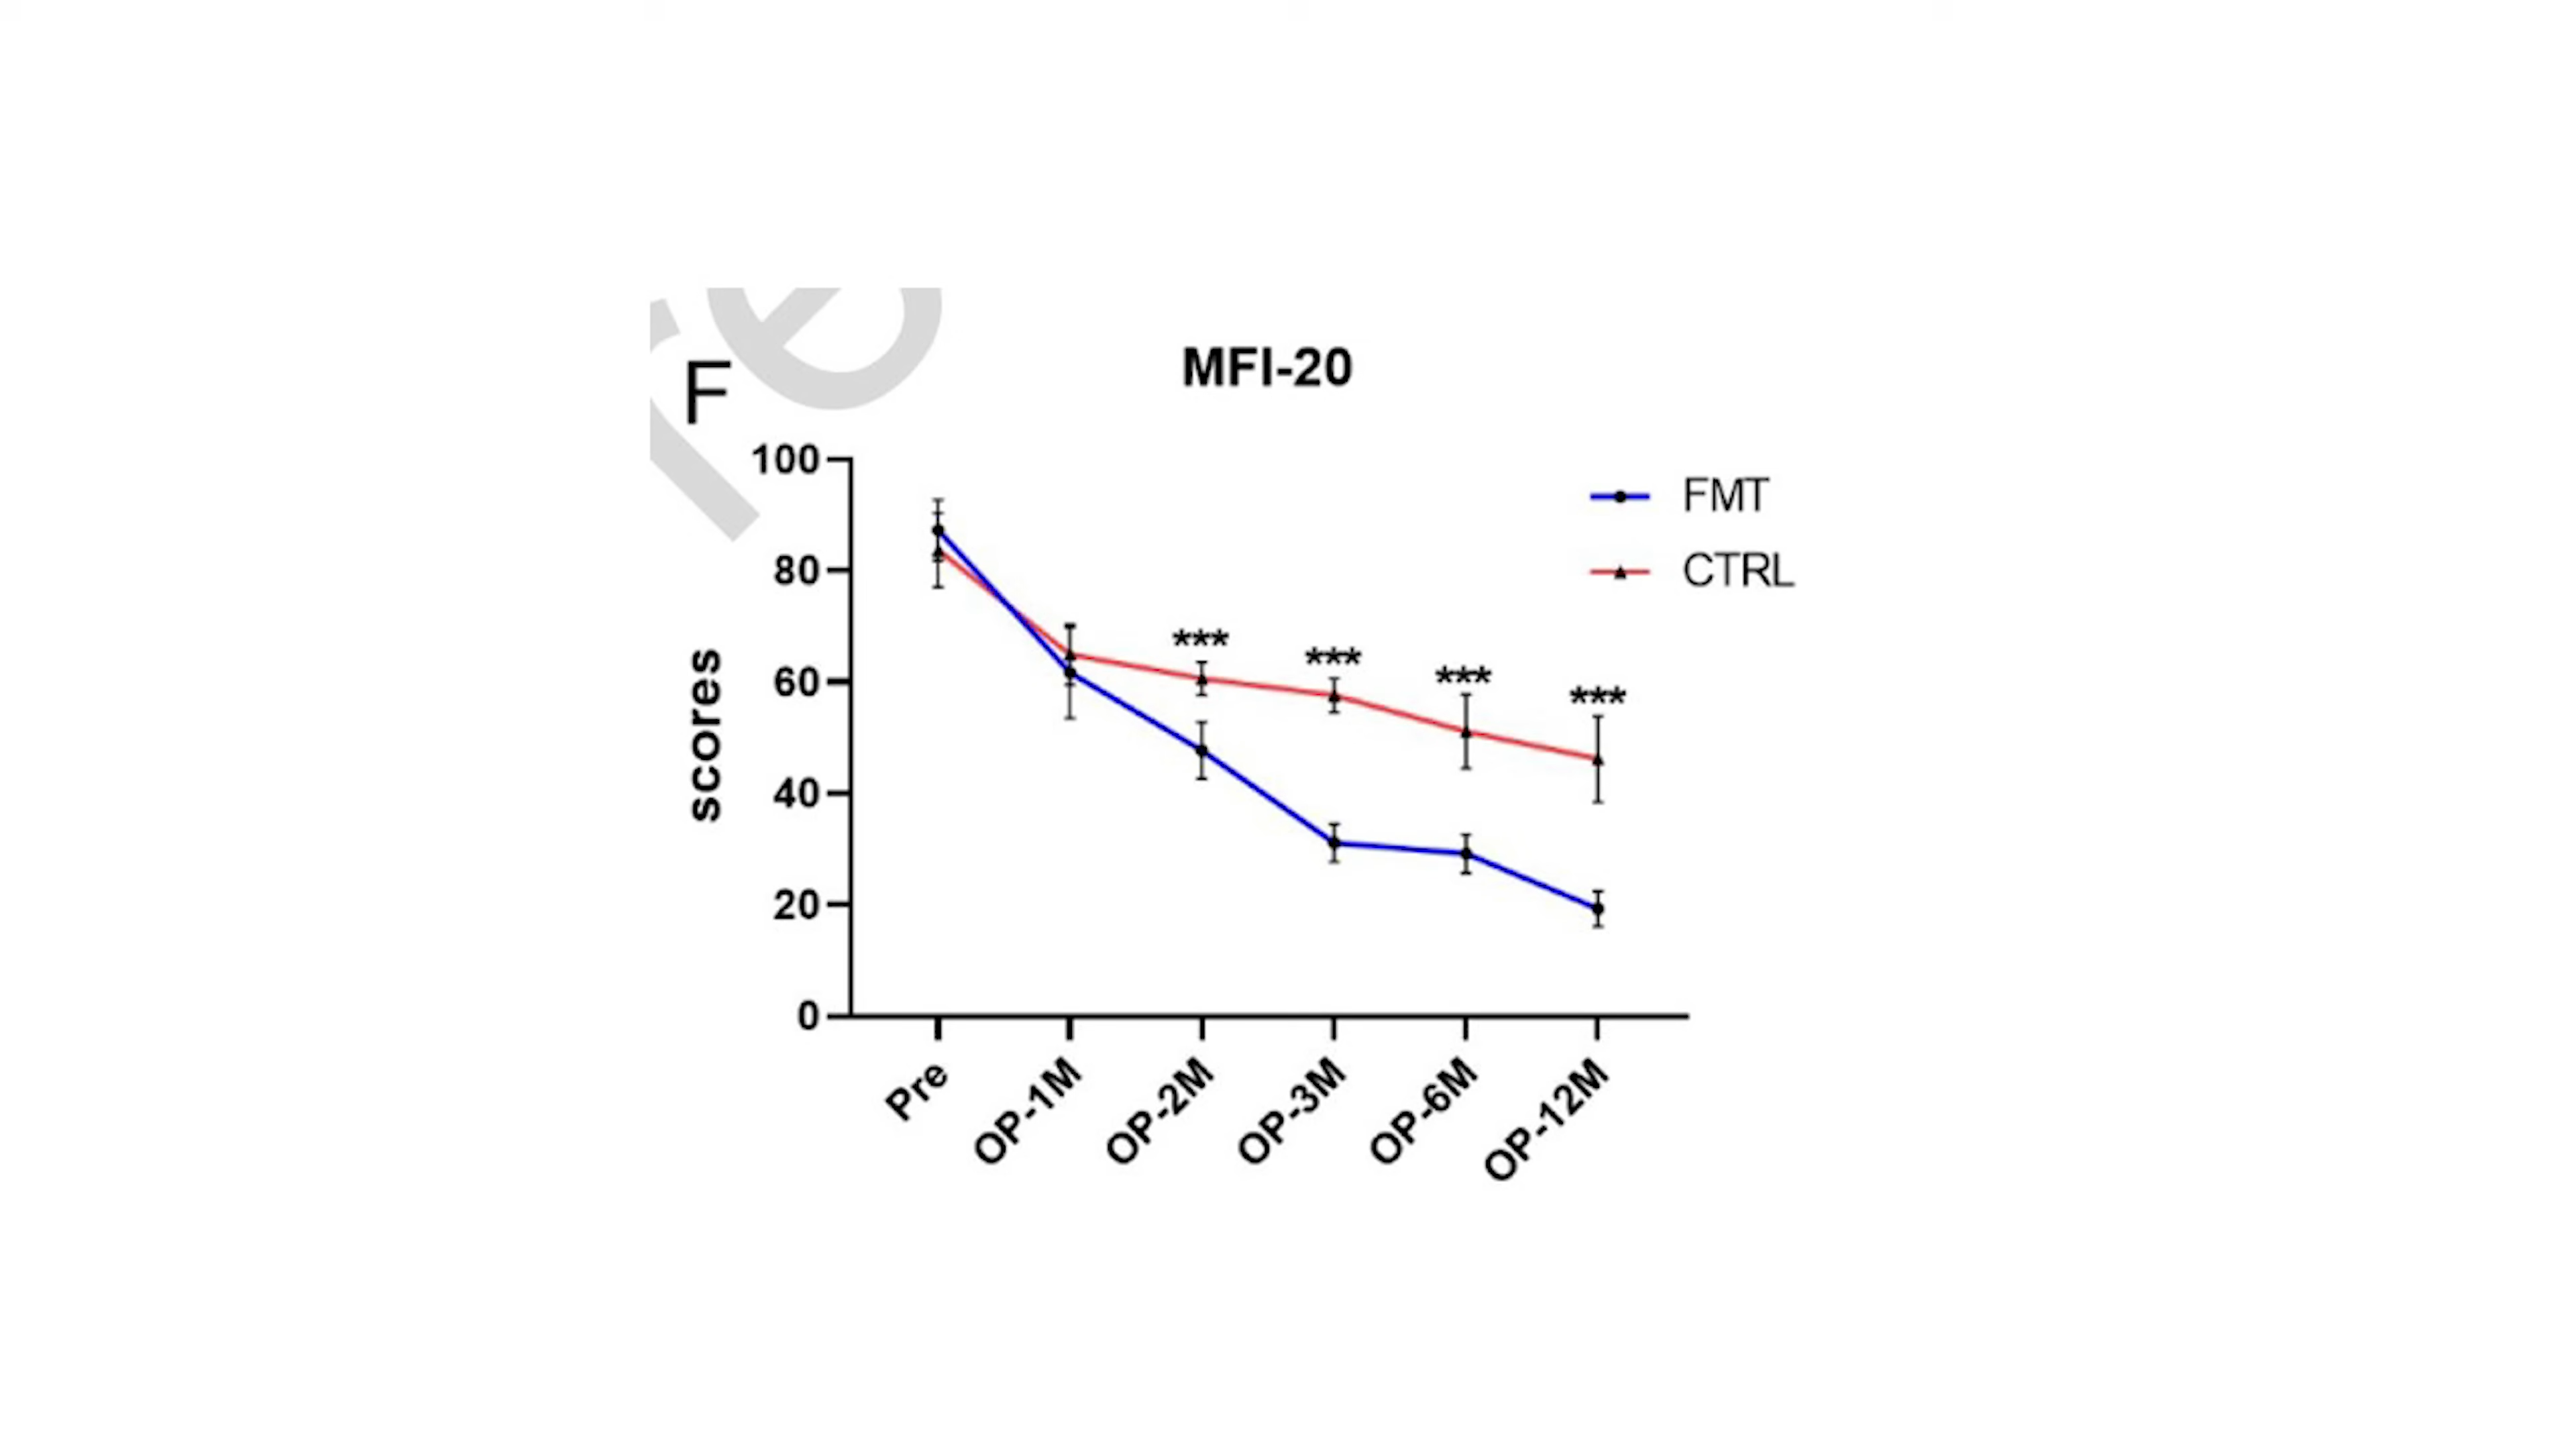 re
F
MFI-20
100
80
60
40
20
0
scores
FMT
CTRL
***
***
***
***
Pre
OP-1M
OP-2M
OP-3M
OP-6M
OP-12M